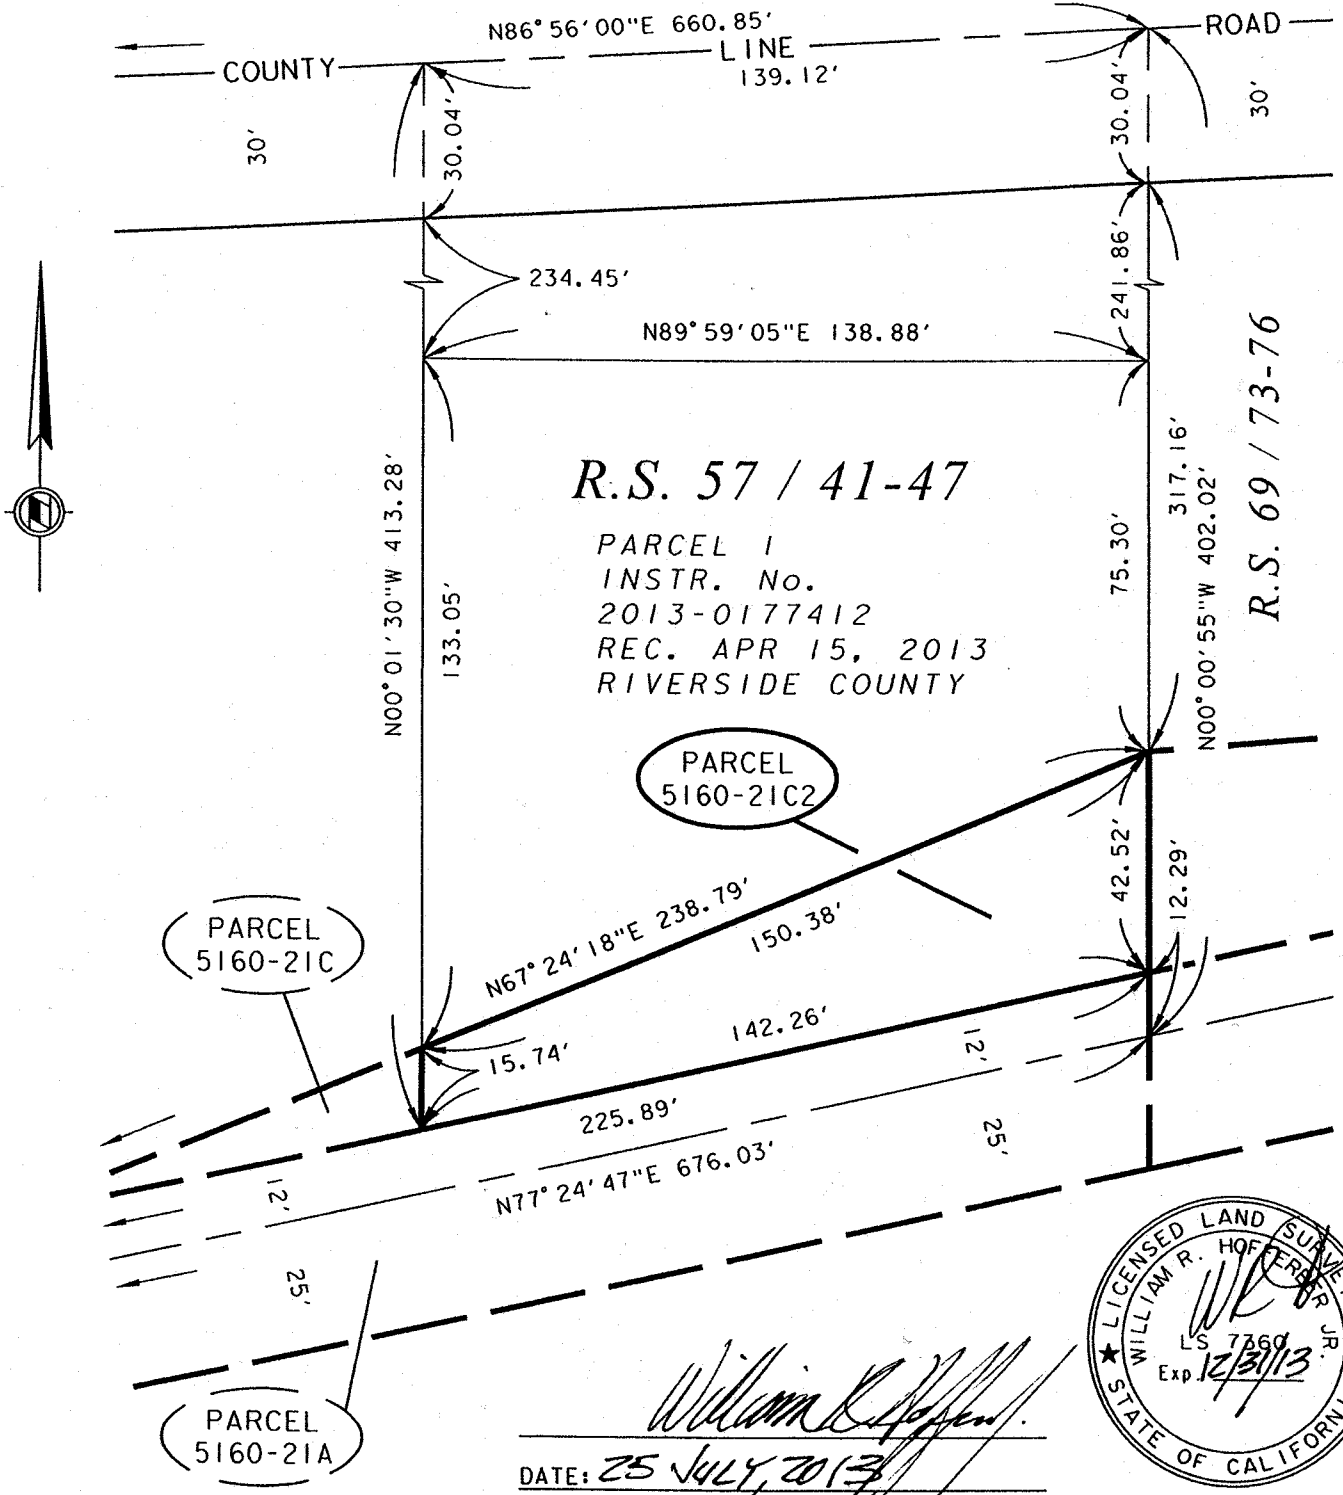 N86°56'00"E 660.85'
COUNTY LINE ROAD
139.12'
30'
30.04'
30.04'
30'
234.45'
241.86'
N89°59'05"E 138.88'
R.S. 57 / 41-47
PARCEL 1
INSTR. No.
2013-0177412
REC. APR 15, 2013
RIVERSIDE COUNTY
N00°01'30"W 413.28'
133.05'
75.30'
317.16'
N00°00'55"W 402.02'
R.S. 69 / 73-76
PARCEL
5160-21C2
42.52'
12.29'
PARCEL
5160-21C
N67°24'18"E 238.79'
150.38'
15.74'
142.26'
12'
225.89'
25'
N77°24'47"E 676.03'
12'
25'
PARCEL
5160-21A
LICENSED LAND
WILLIAM R. HOFFERBER JR.
LS 7360
Exp. 12/31/13
STATE OF CALIFORNI
DATE: 25 JULY, 2013